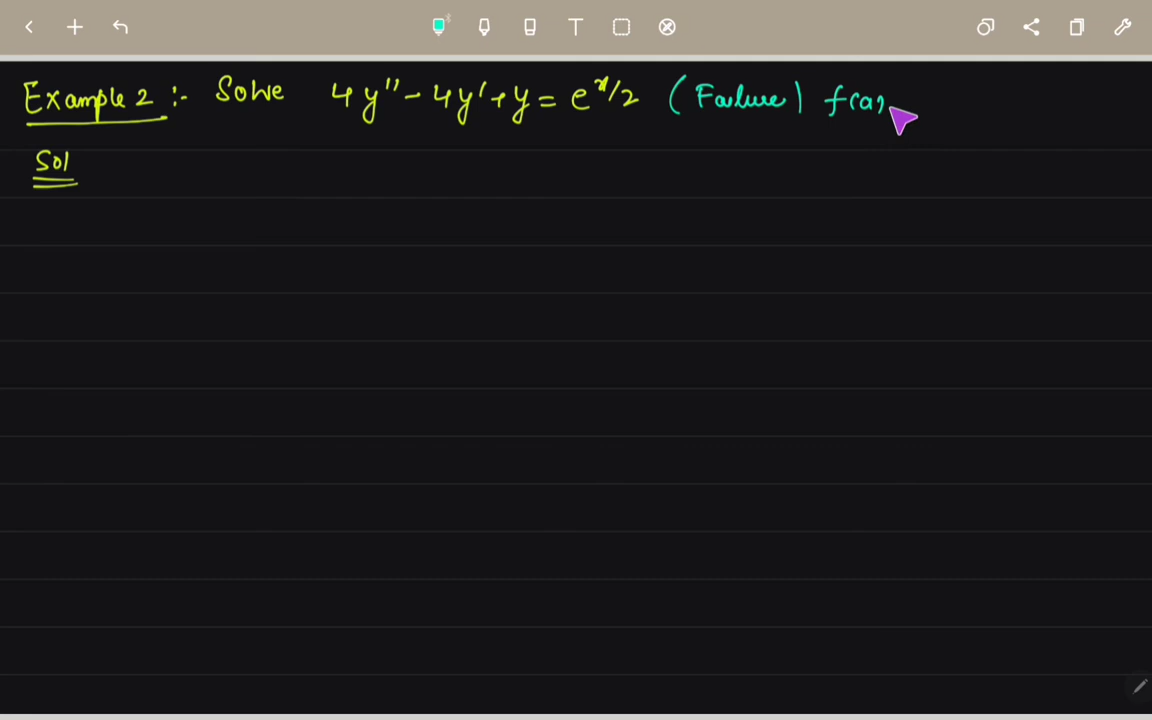 Example 2 :- Solve 4y'' - 4y' + y = e^x/2 (Failure) f(a)
Sol